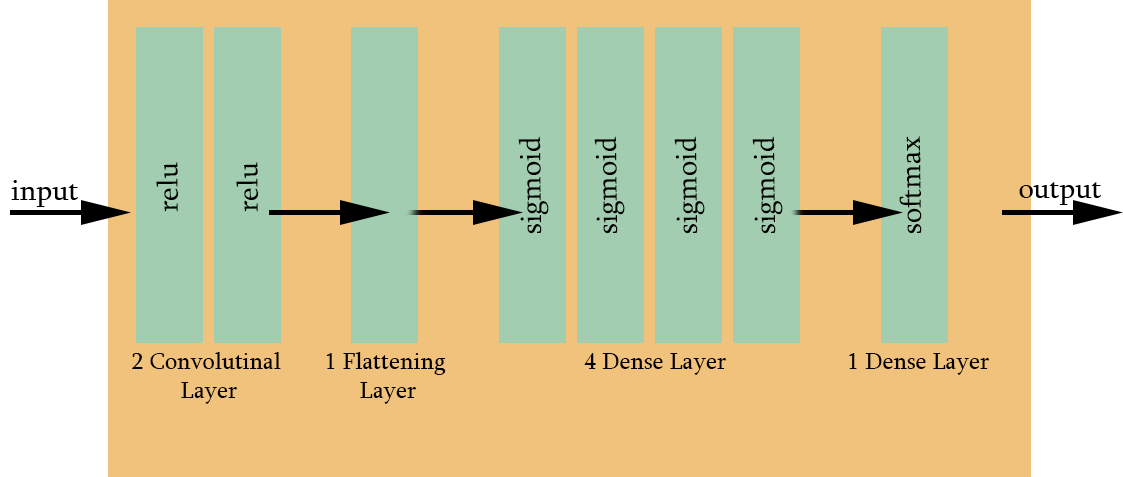 input
relu
relu
sigmoid
sigmoid
sigmoid
sigmoid
softmax
output
2 Convolutinal
Layer
1 Flattening
Layer
4 Dense Layer
1 Dense Layer